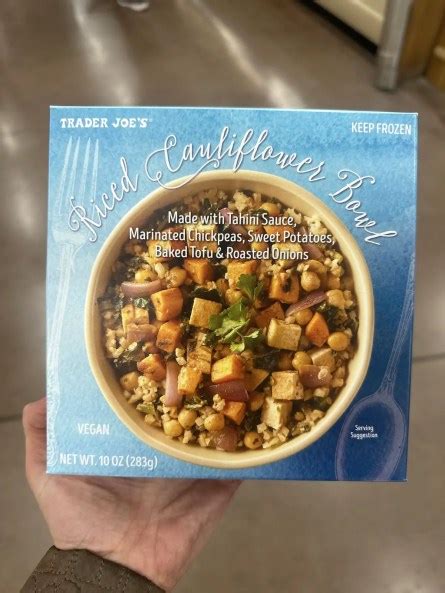 TRADER JOE'S
KEEP FROZEN
Riced Cauliflower Bowl
Made with Tahini Sauce,
Marinated Chickpeas, Sweet Potatoes,
Baked Tofu & Roasted Onions
VEGAN
Serving
Suggestion
NET WT. 10 OZ (283g)